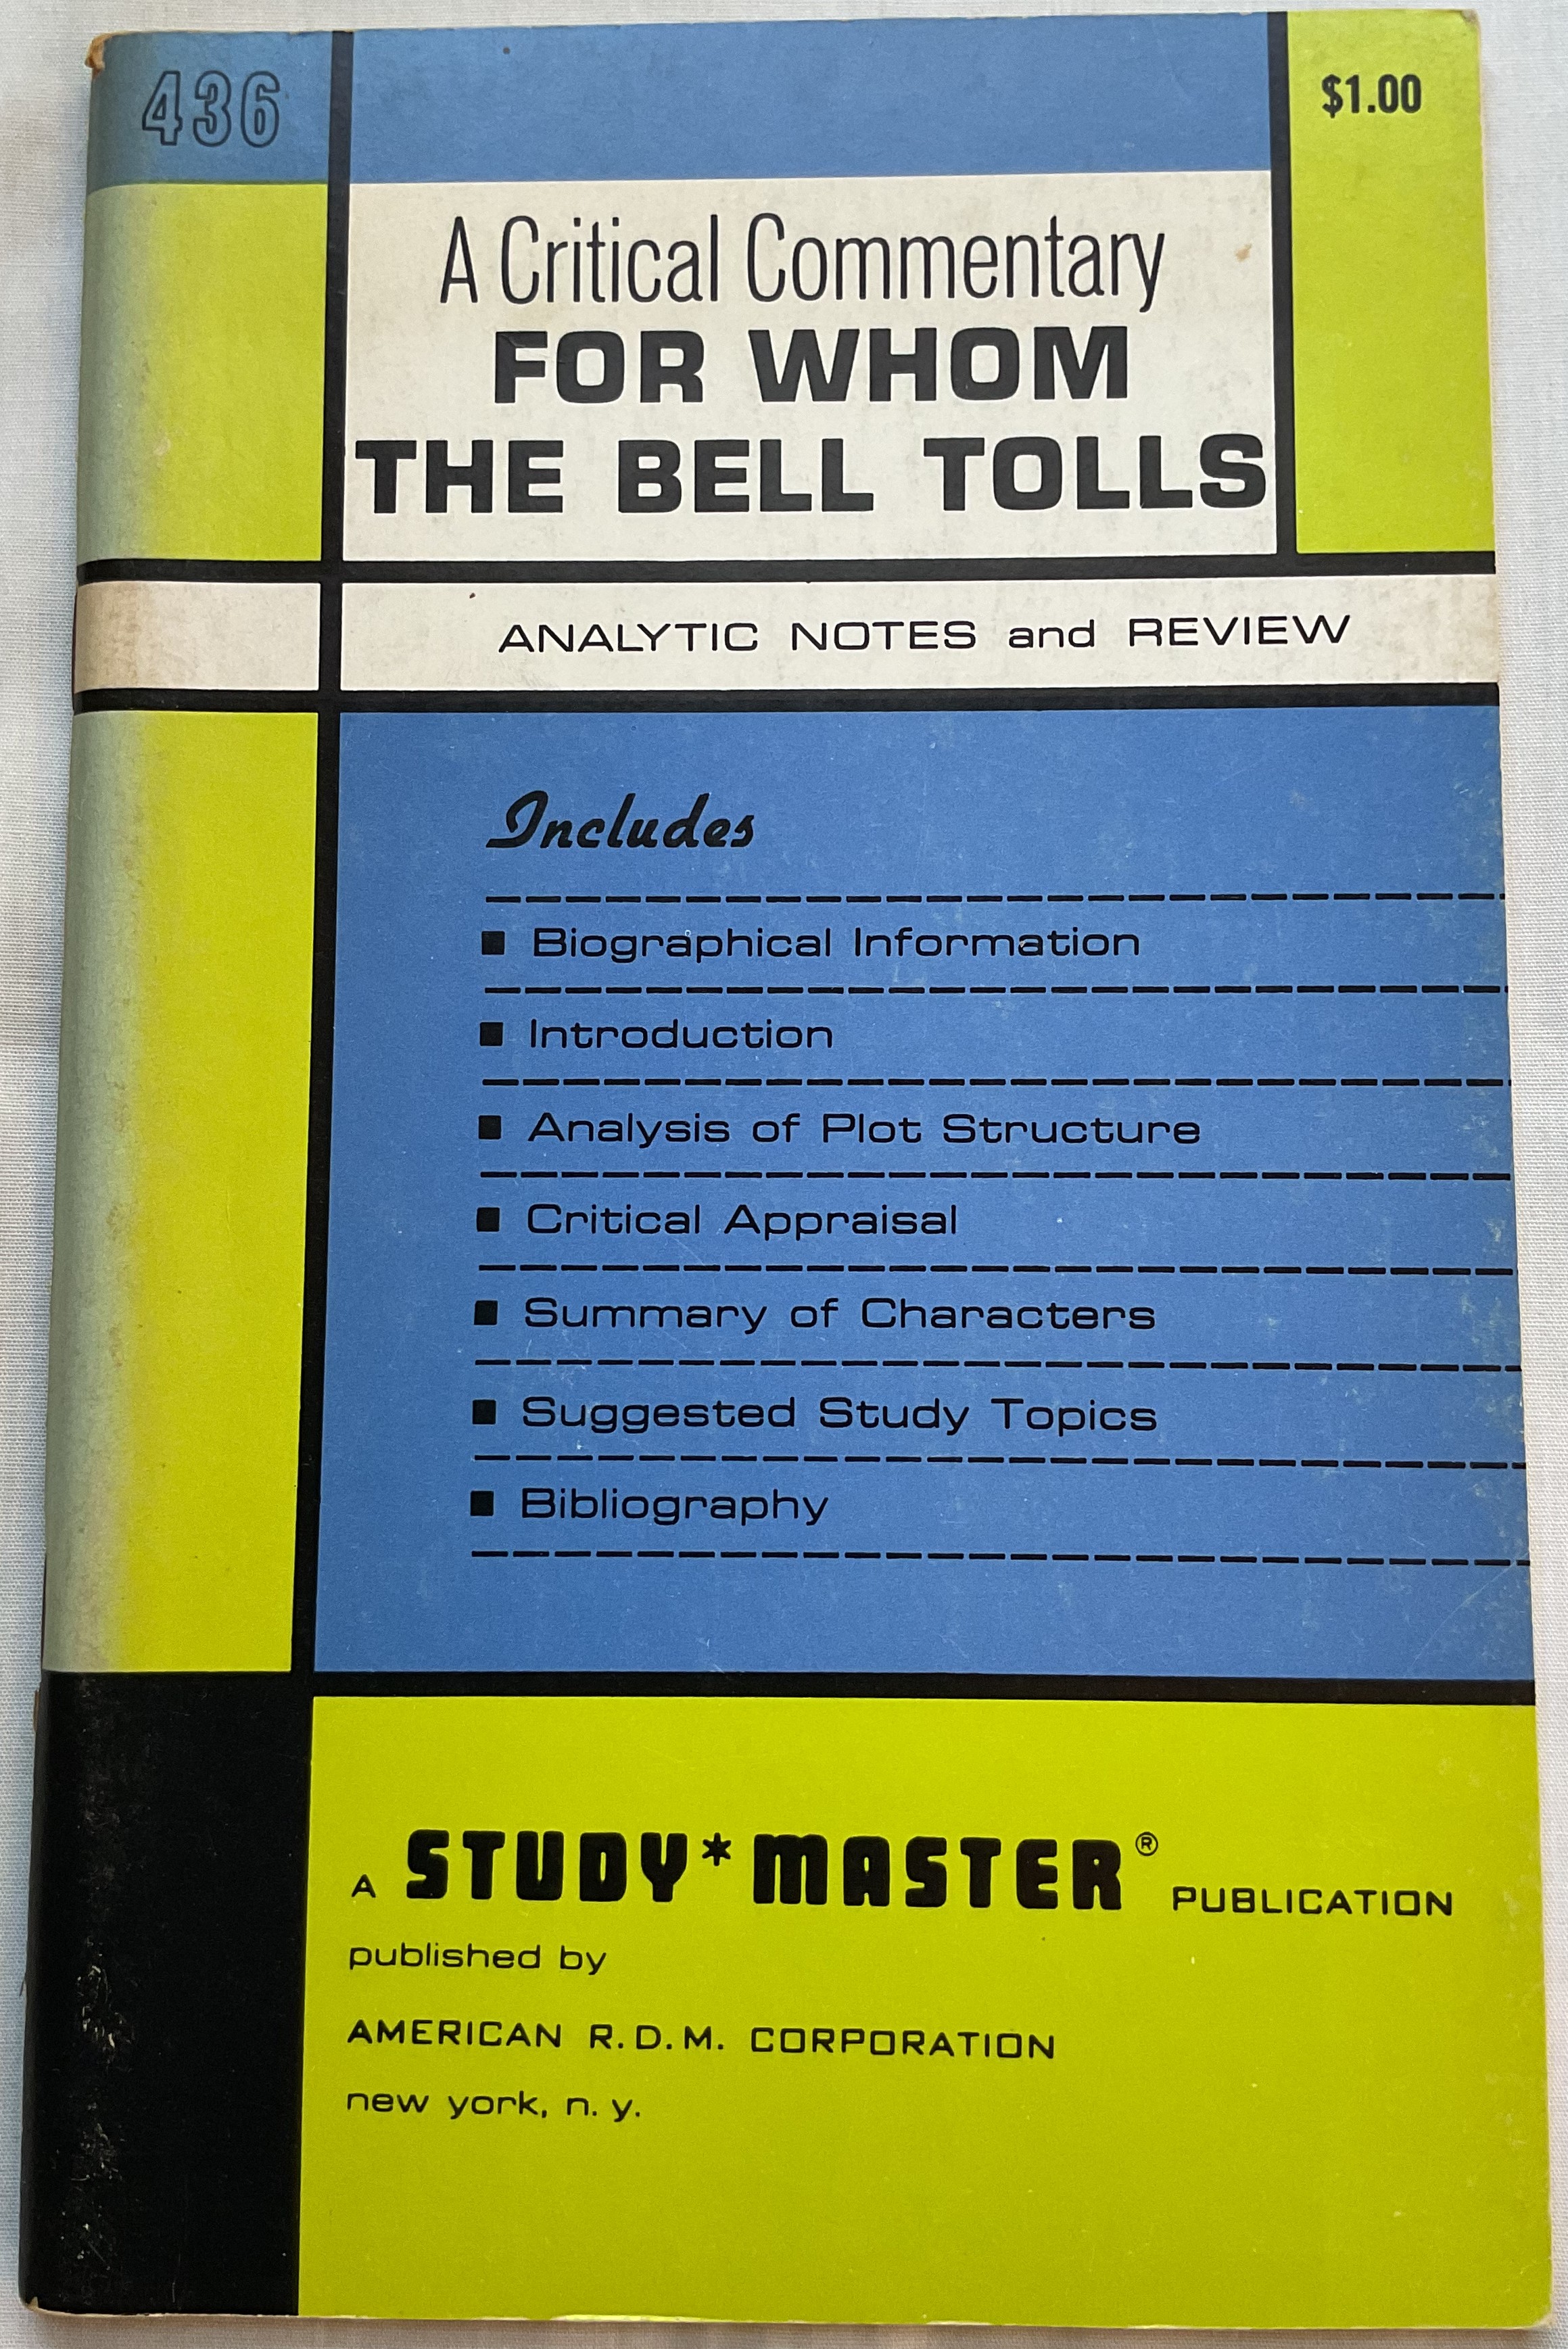 436
$1.00
A Critical Commentary
FOR WHOM
THE BELL TOLLS
ANALYTIC NOTES and REVIEW
Includes
■ Biographical Information
■ Introduction
■ Analysis of Plot Structure
■ Critical Appraisal
■ Summary of Characters
■ Suggested Study Topics
■ Bibliography
A STUDY*MASTER® PUBLICATION
published by
AMERICAN R.D.M. CORPORATION
new york, n. y.